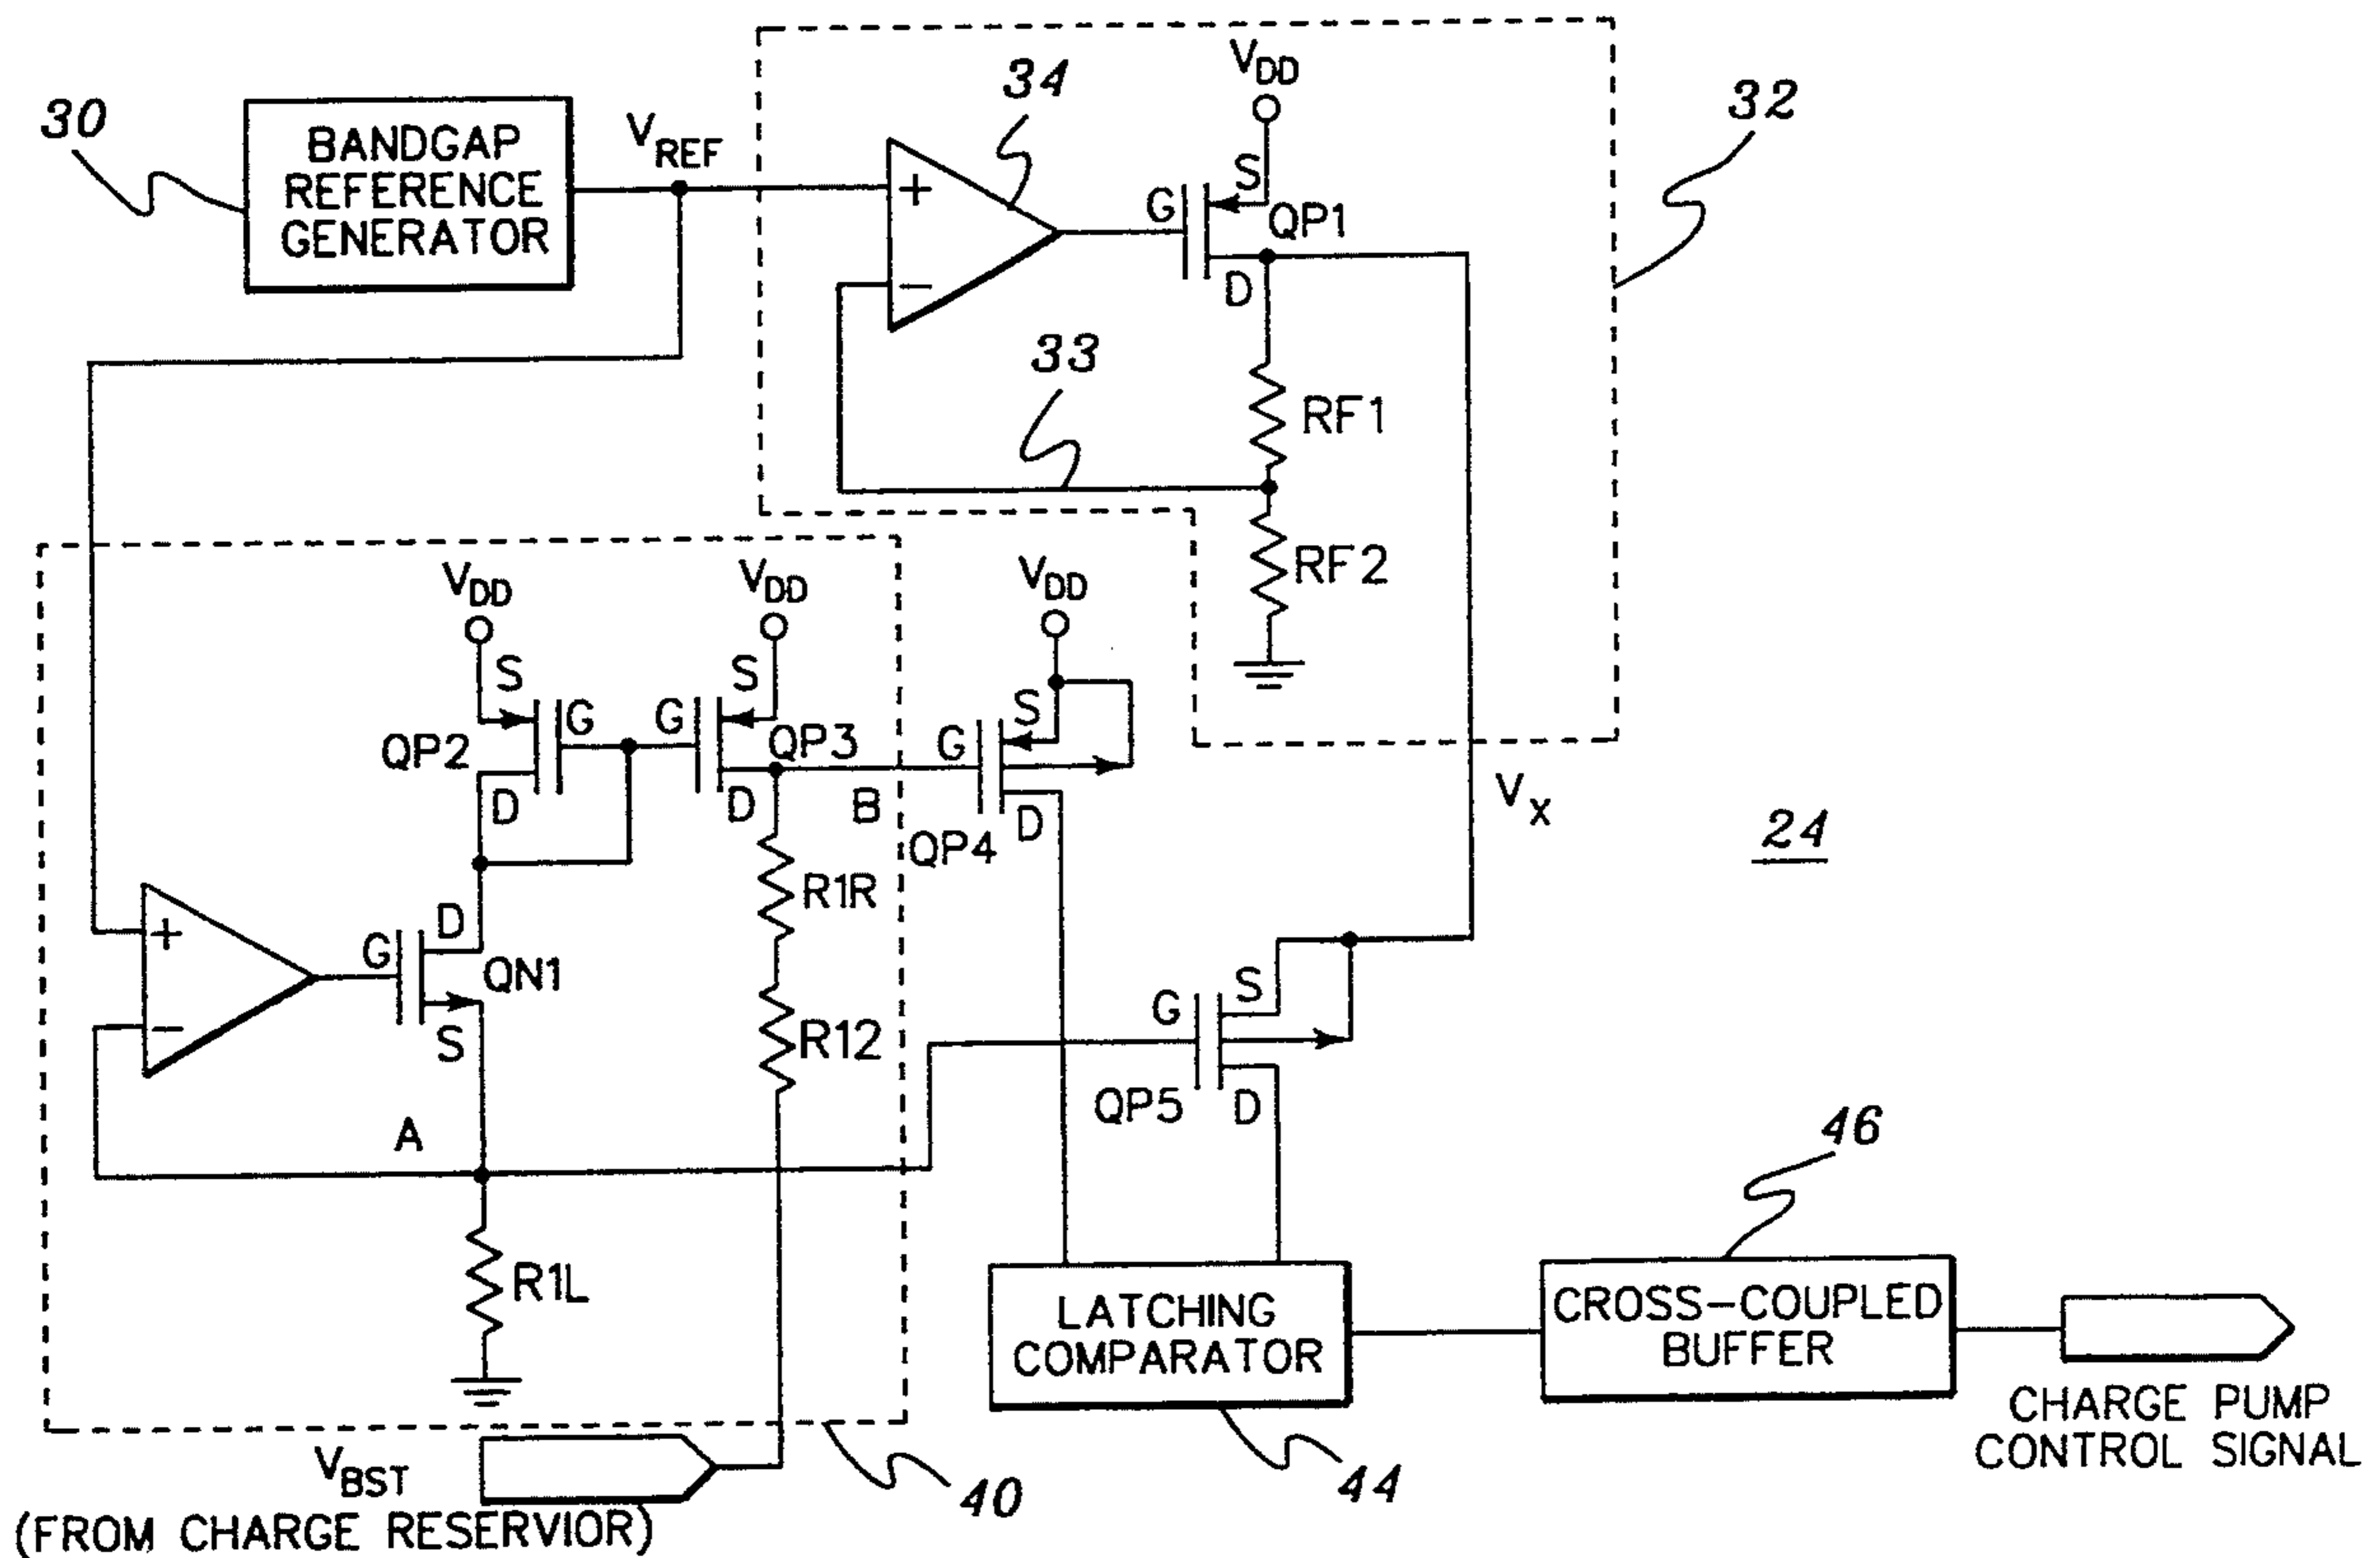 30
BANDGAP
REFERENCE
GENERATOR
VREF
34
VDD
32
+
−
G
S
QP1
D
33
RF1
RF2
VDD
VDD
VDD
S
G
QP2
D
G
S
QP3
D
B
G
S
QP4
D
VX
24
R1R
R12
+
−
G
D
QN1
S
A
G
S
QP5
D
R1L
46
LATCHING
COMPARATOR
CROSS-COUPLED
BUFFER
CHARGE PUMP
CONTROL SIGNAL
VBST
(FROM CHARGE RESERVIOR)
40
44